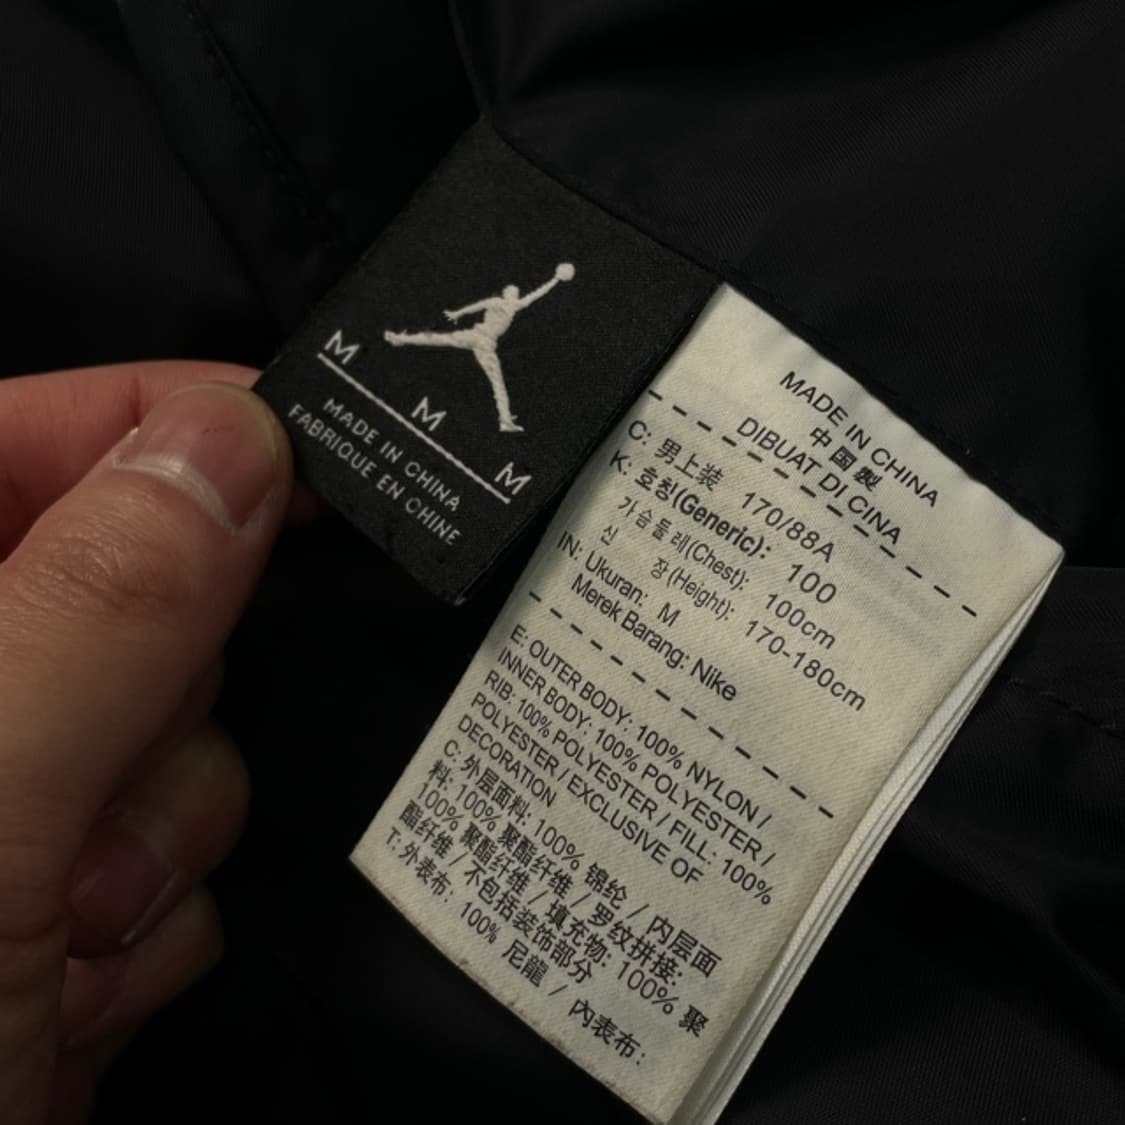 M M M
MADE IN CHINA
FABRIQUE EN CHINE
MADE IN CHINA
中国製
DIBUAT DI CINA
C: 男上装 170/88A
K: 호칭(Generic): 100
가슴둘레(Chest): 100cm
신 장(Height): 170-180cm
IN: Ukuran: M
Merek Barang: Nike
E: OUTER BODY: 100% NYLON /
INNER BODY: 100% POLYESTER /
RIB: 100% POLYESTER / FILL: 100%
POLYESTER / EXCLUSIVE OF
DECORATION
C: 外层面料: 100% 锦纶 / 内层面
料: 100% 聚酯纤维 / 罗纹拼接:
100% 聚酯纤维 / 填充物: 100% 聚
酯纤维 / 不包括装饰部分
T: 外表布: 100% 尼龍 / 內表布: